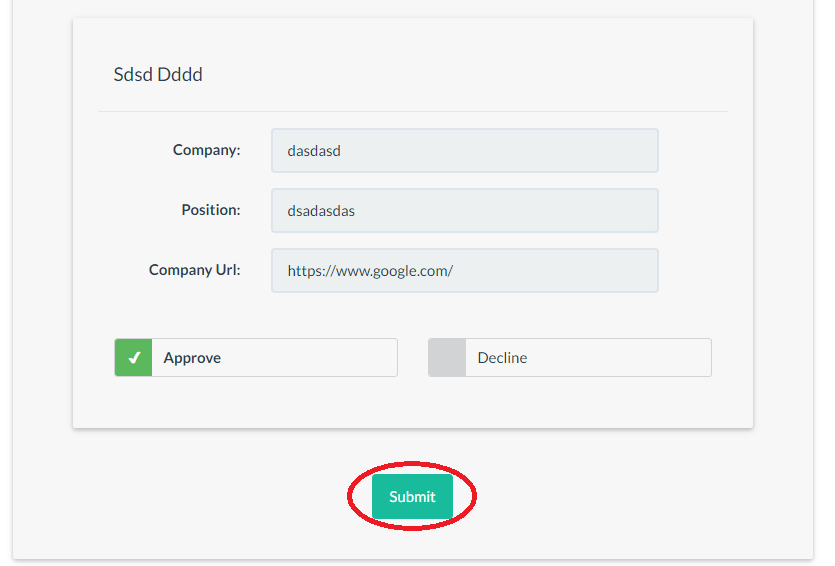 Sdsd Dddd
Company: dasdasd
Position: dsadasdas
Company Url: https://www.google.com/
Approve Decline
Submit